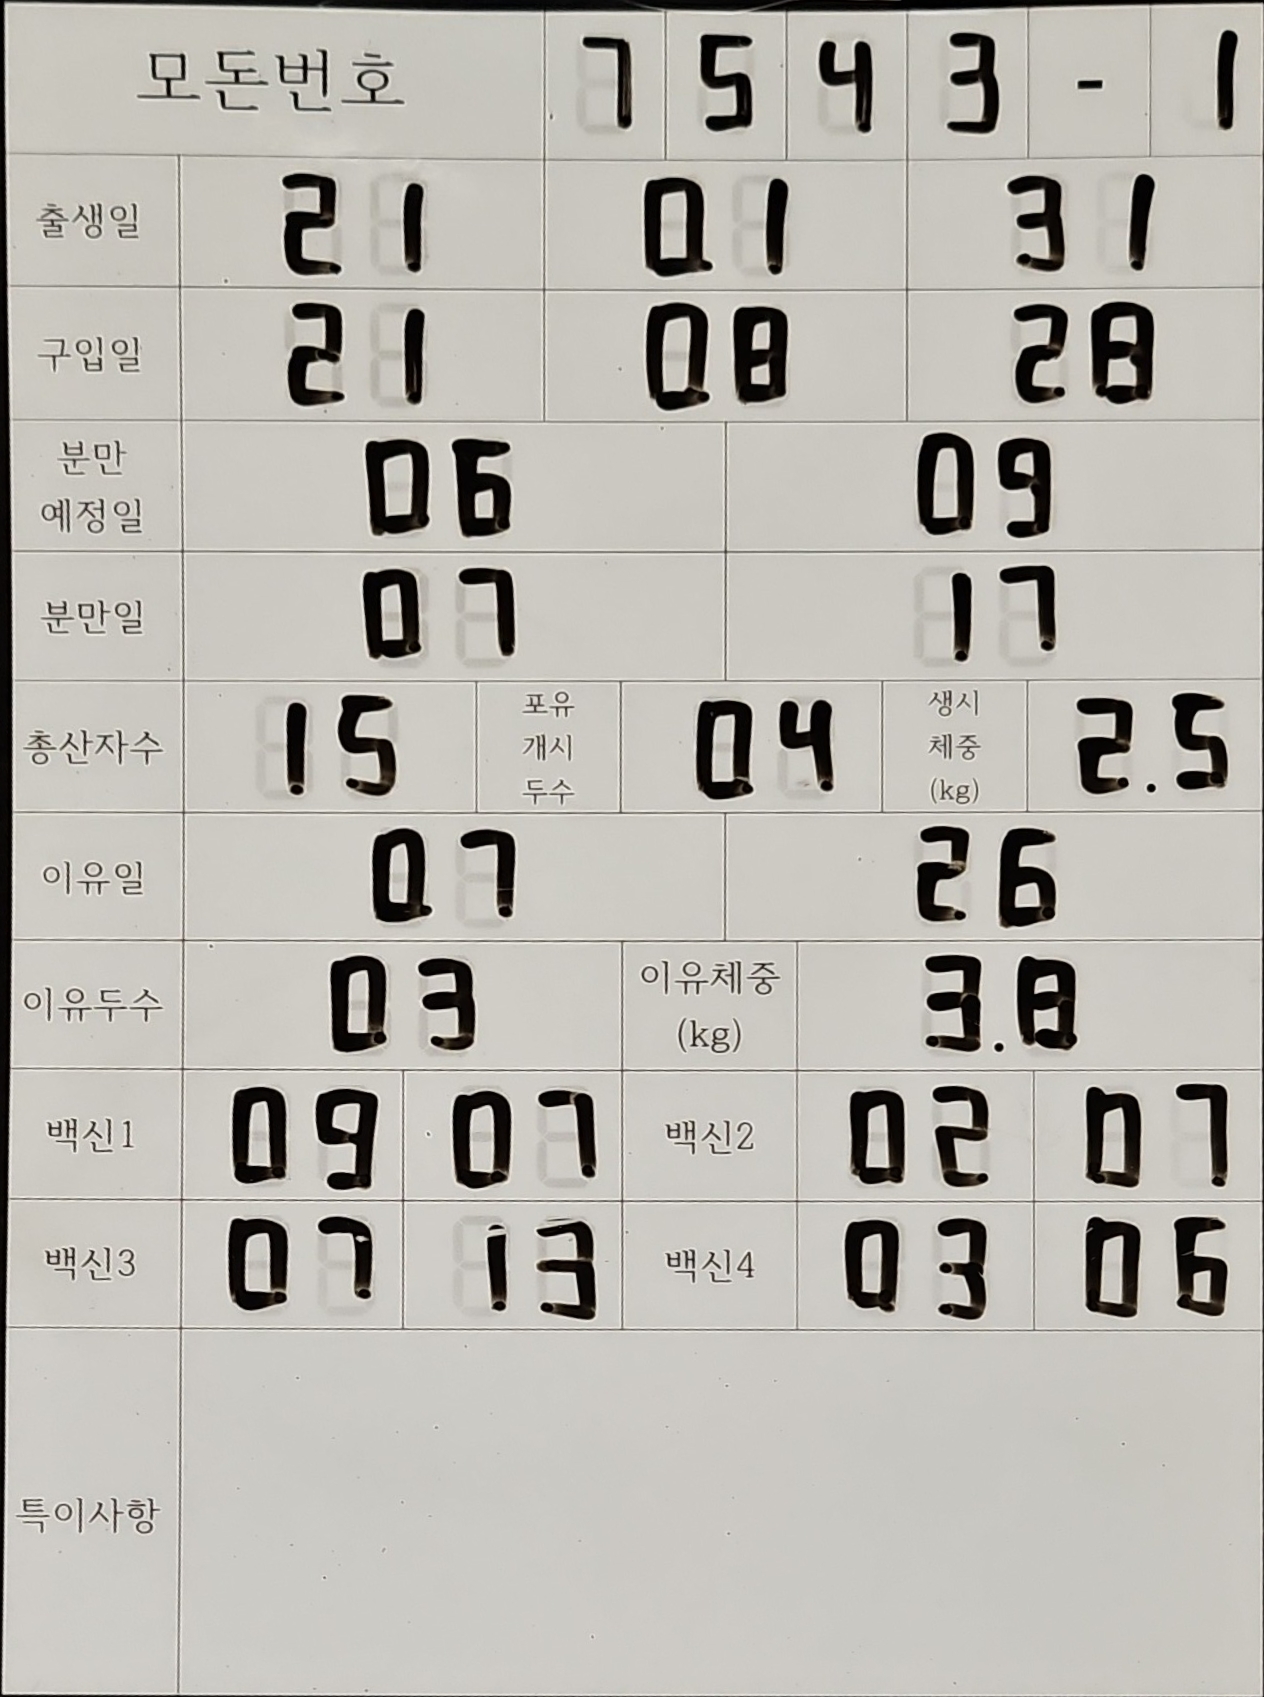 모돈번호 7 5 4 3 - 1
출생일 21 01 31
구입일 21 08 28
분만 예정일 06 09
분만일 07 17
총산자수 15 포유 개시 두수 04 생시 체중 (kg) 2.5
이유일 07 26
이유두수 03 이유체중 (kg) 3.8
백신1 09 07 백신2 02 07
백신3 07 13 백신4 03 06
특이사항